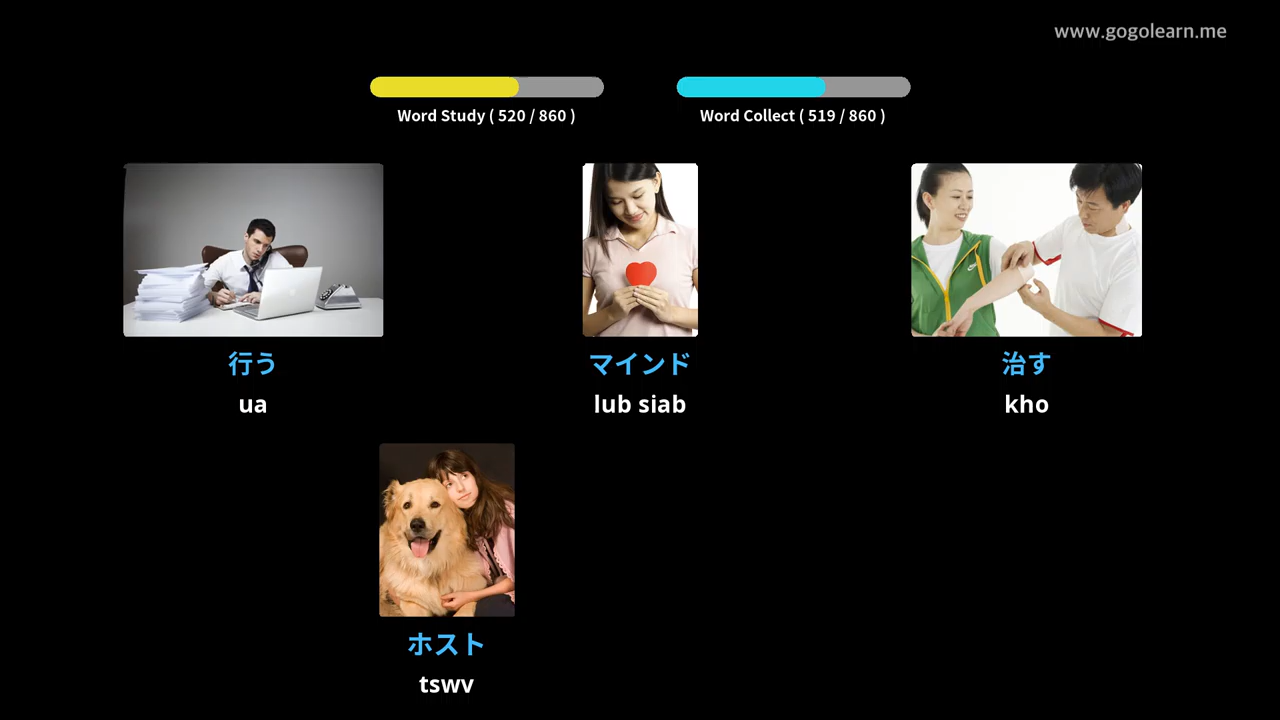 www.gogolearn.me
Word Study ( 520 / 860 )
Word Collect ( 519 / 860 )
行う
マインド
治す
ua
lub siab
kho
ホスト
tswv